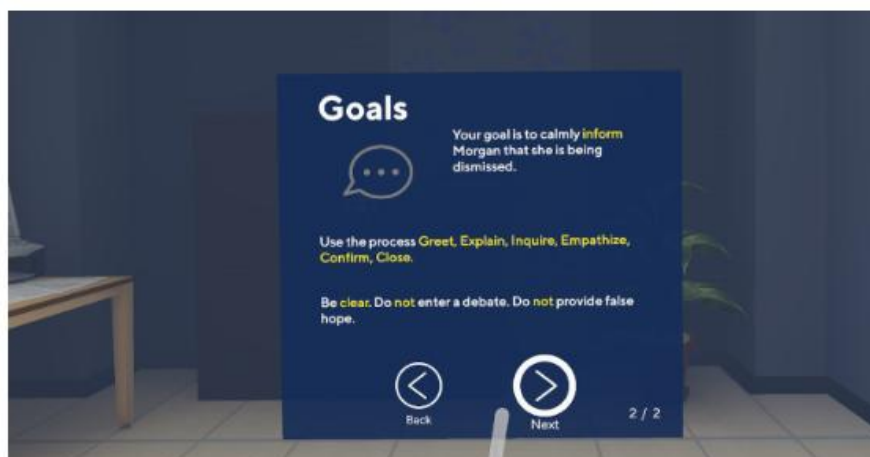 Goals
Your goal is to calmly inform
Morgan that she is being
dismissed.
Use the process Greet, Explain, Inquire, Empathize,
Confirm, Close.
Be clear. Do not enter a debate. Do not provide false
hope.
Back
Next
2 / 2